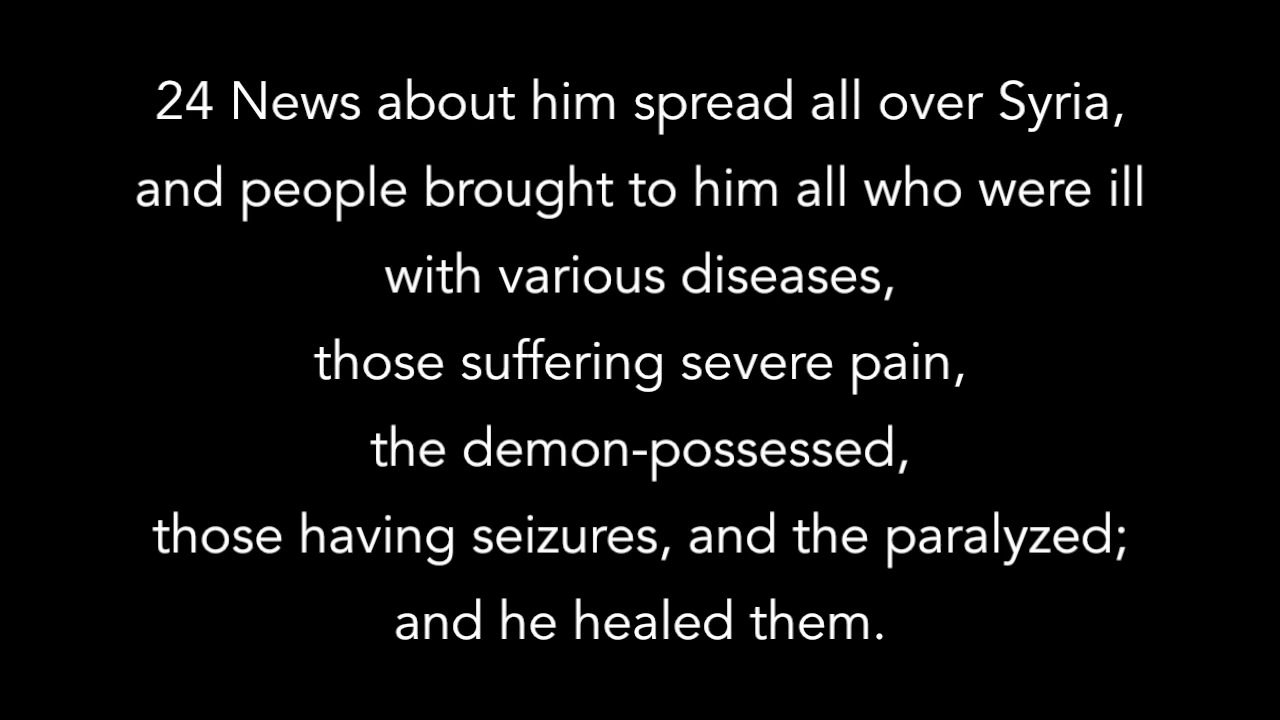 24 News about him spread all over Syria,
and people brought to him all who were ill
with various diseases,
those suffering severe pain,
the demon-possessed,
those having seizures, and the paralyzed;
and he healed them.